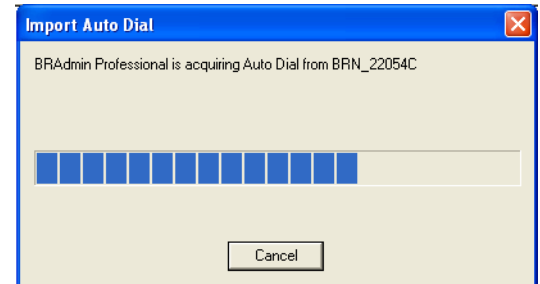 Import Auto Dial
BRAdmin Professional is acquiring Auto Dial from BRN_22054C
Cancel